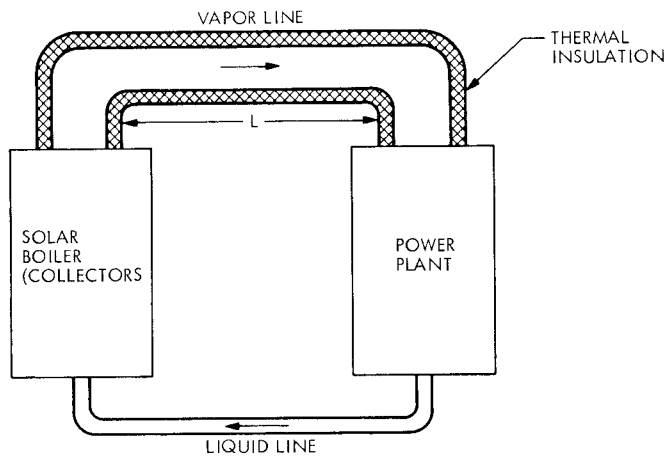 VAPOR LINE
THERMAL
INSULATION
L
SOLAR
BOILER
(COLLECTORS
POWER
PLANT
LIQUID LINE